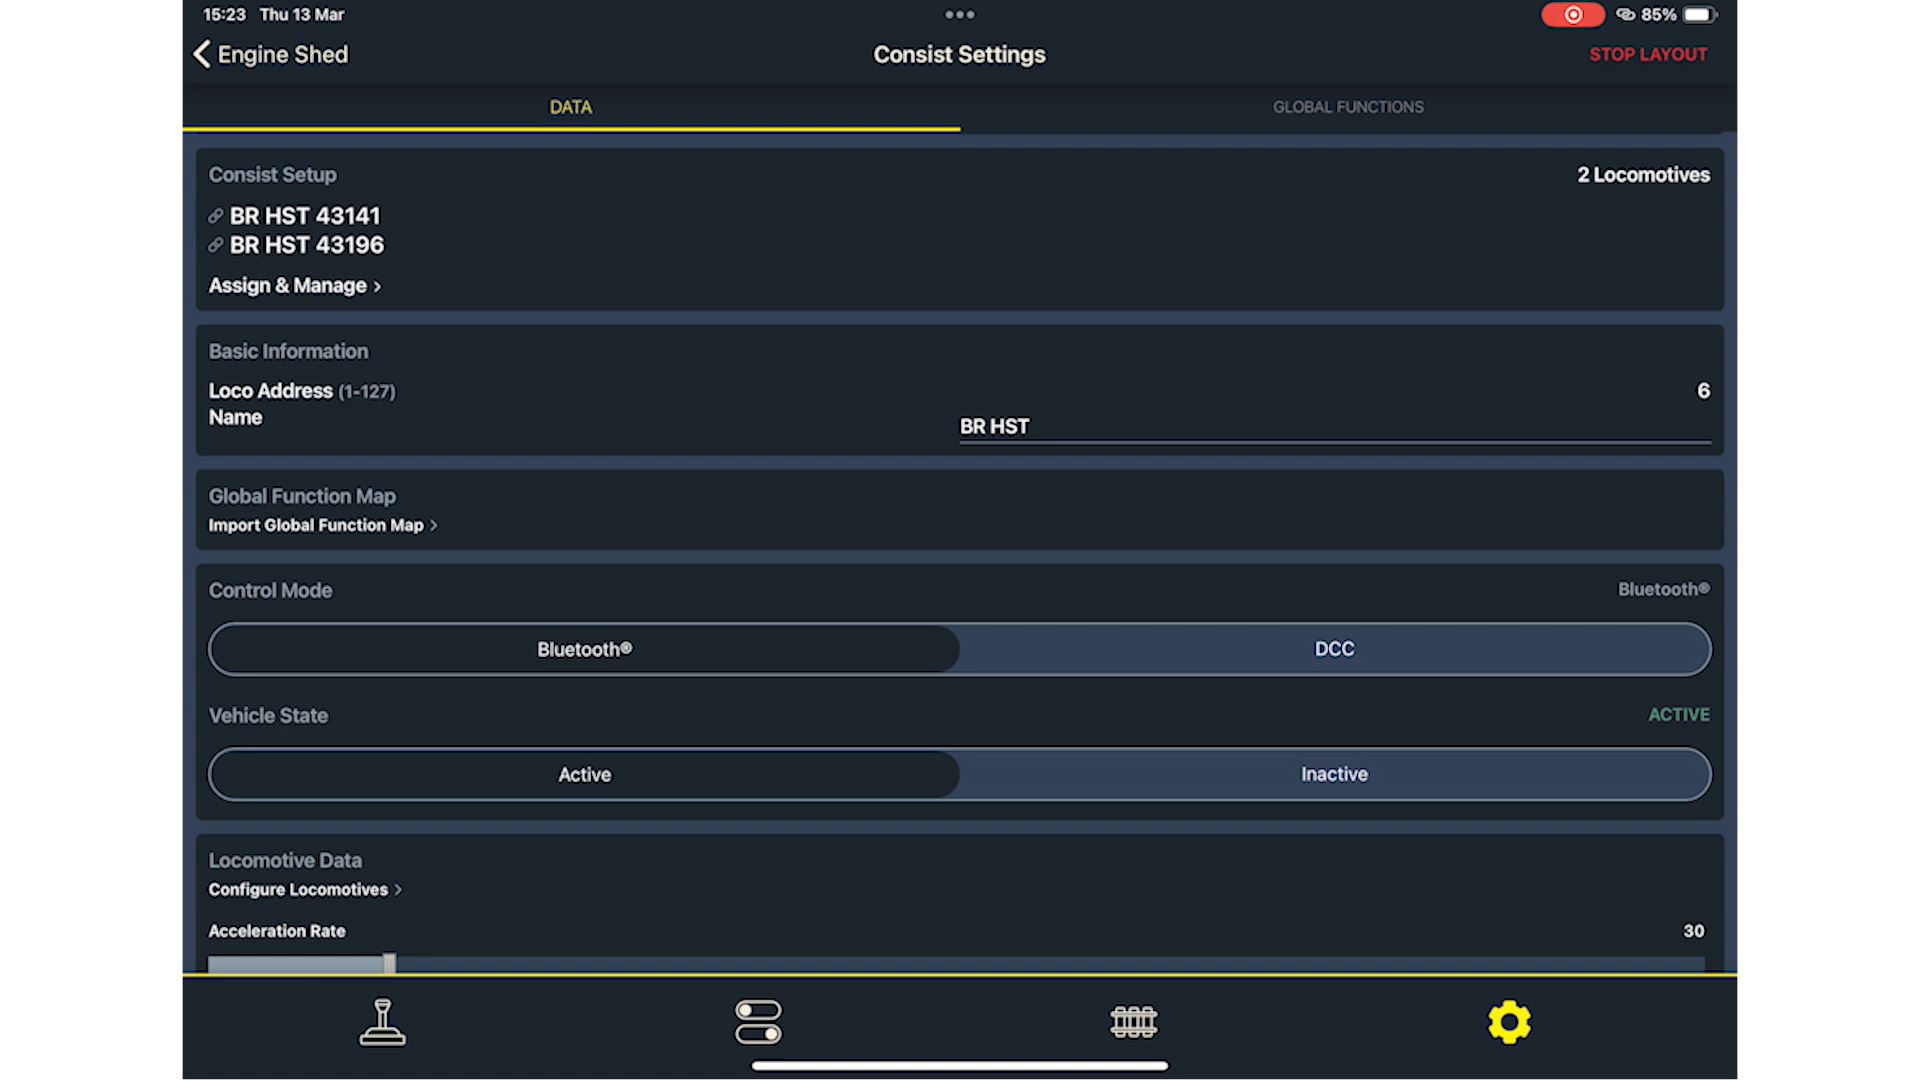 15:23 Thu 13 Mar
85%
Engine Shed
Consist Settings
STOP LAYOUT
DATA
GLOBAL FUNCTIONS
Consist Setup
2 Locomotives
BR HST 43141
BR HST 43196
Assign & Manage >
Basic Information
Loco Address (1-127)
6
Name
BR HST
Global Function Map
Import Global Function Map >
Control Mode
Bluetooth®
Bluetooth®
DCC
Vehicle State
ACTIVE
Active
Inactive
Locomotive Data
Configure Locomotives >
Acceleration Rate
30